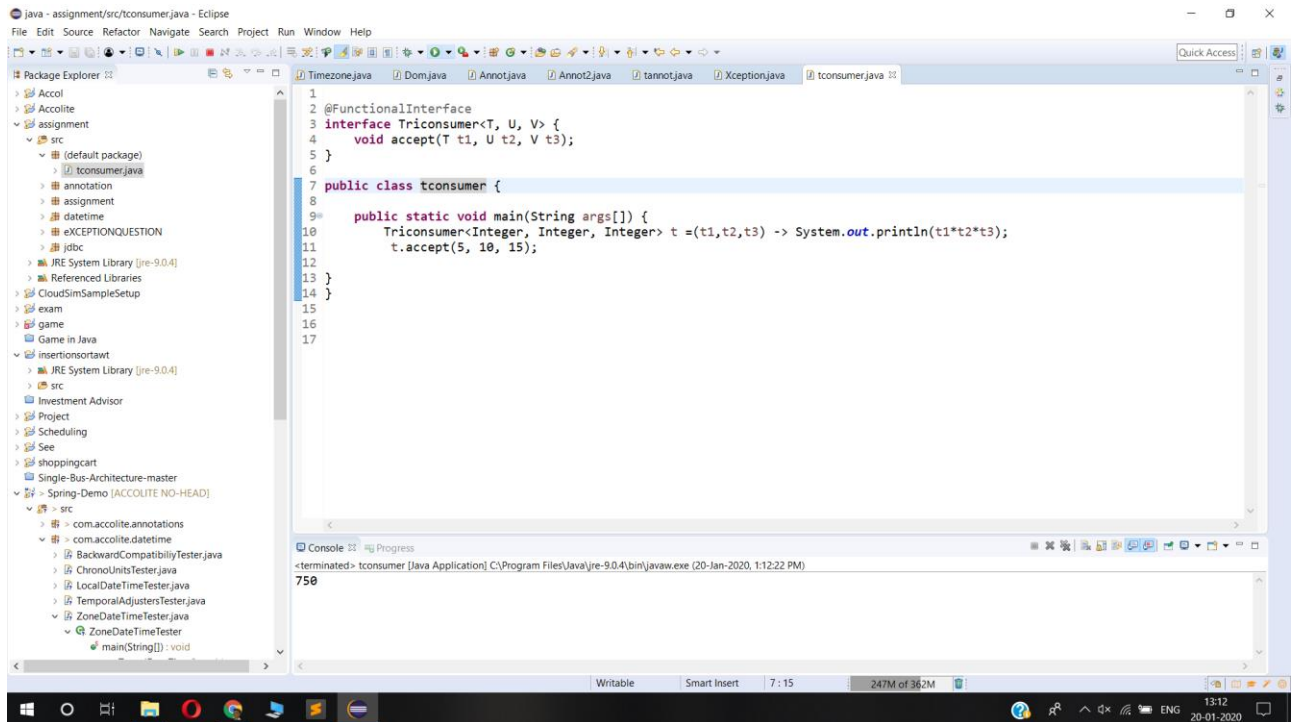 java - assignment/src/tconsumer.java - Eclipse
File Edit Source Refactor Navigate Search Project Run Window Help
Quick Access
Package Explorer
Timezone.java Dom.java Annot.java Annot2.java tannot.java Xception.java tconsumer.java
Accol
Accolite
assignment
src
(default package)
tconsumer.java
annotation
assignment
datetime
eXCEPTIONQUESTION
jdbc
JRE System Library [jre-9.0.4]
Referenced Libraries
CloudSimSampleSetup
exam
game
Game in Java
insertionsortawt
JRE System Library [jre-9.0.4]
src
Investment Advisor
Project
Scheduling
See
shoppingcart
Single-Bus-Architecture-master
> Spring-Demo [ACCOLITE NO-HEAD]
> src
> com.accolite.annotations
> com.accolite.datetime
BackwardCompatibiliyTester.java
ChronoUnitsTester.java
LocalDateTimeTester.java
TemporalAdjustersTester.java
ZoneDateTimeTester.java
ZoneDateTimeTester
main(String[]) : void
1
2 @FunctionalInterface
3 interface Triconsumer<T, U, V> {
4 void accept(T t1, U t2, V t3);
5 }
6
7 public class tconsumer {
8
9 public static void main(String args[]) {
10 Triconsumer<Integer, Integer, Integer> t =(t1,t2,t3) -> System.out.println(t1*t2*t3);
11 t.accept(5, 10, 15);
12
13 }
14 }
15
16
17
Console Progress
<terminated> tconsumer [Java Application] C:\Program Files\Java\jre-9.0.4\bin\javaw.exe (20-Jan-2020, 1:12:22 PM)
750
Writable Smart Insert 7 : 15 247M of 362M
ENG 13:12
20-01-2020